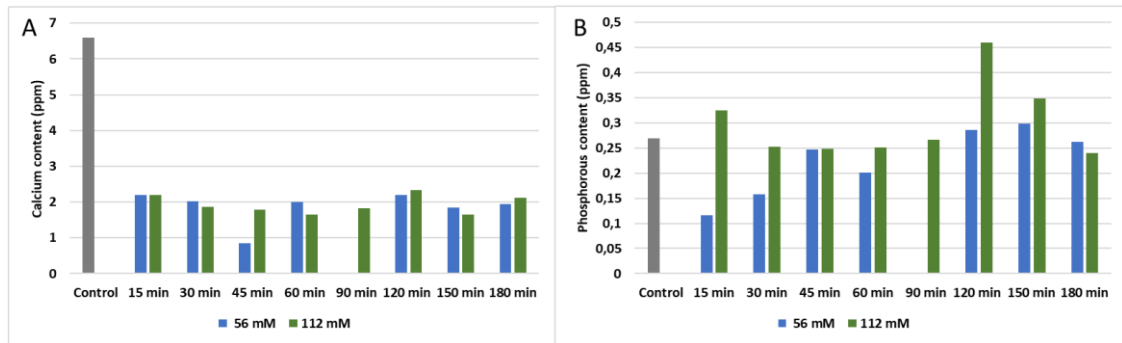 A
Calcium content (ppm)
7
6
5
4
3
2
1
0
Control 15 min 30 min 45 min 60 min 90 min 120 min 150 min 180 min
56 mM 112 mM
B
Phosphorous content (ppm)
0,5
0,45
0,4
0,35
0,3
0,25
0,2
0,15
0,1
0,05
0
Control 15 min 30 min 45 min 60 min 90 min 120 min 150 min 180 min
56 mM 112 mM